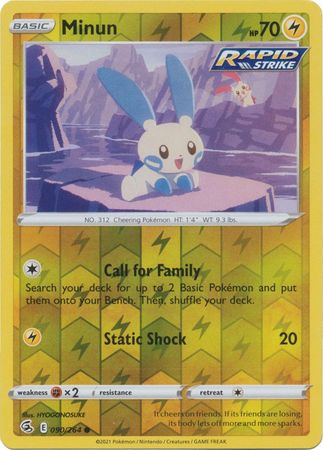 BASIC
Minun
HP70
RAPID
STRIKE
NO. 312 Cheering Pokémon HT: 1'4" WT: 9.3 lbs.
Call for Family
Search your deck for up to 2 Basic Pokémon and put
them onto your Bench. Then, shuffle your deck.
Static Shock 20
weakness ×2 resistance retreat
Illus. HYOGONOSUKE
It cheers on friends. If its friends are losing,
its body lets off more and more sparks.
E 090/264
©2021 Pokémon / Nintendo / Creatures / GAME FREAK